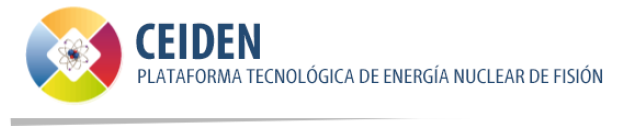 CEIDEN
PLATAFORMA TECNOLÓGICA DE ENERGÍA NUCLEAR DE FISIÓN